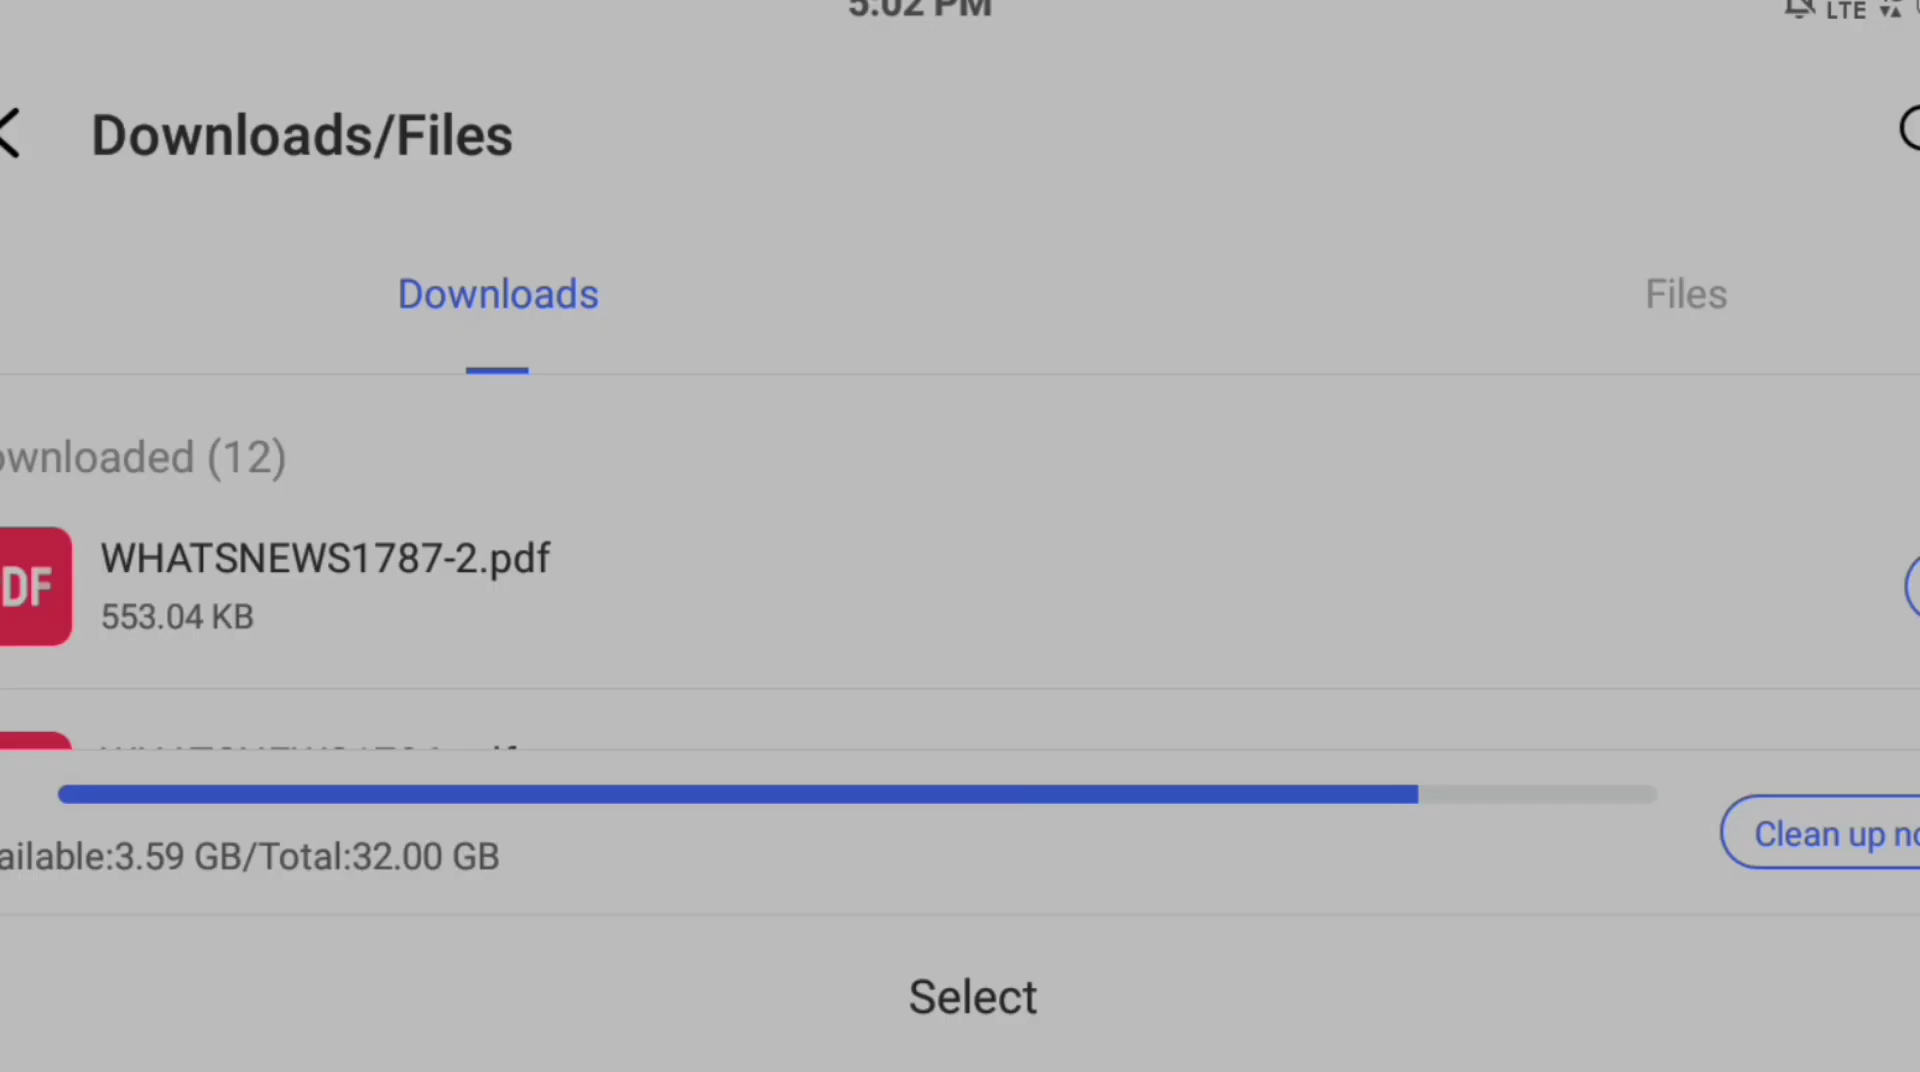 5:02 PM
LTE
Downloads/Files
Downloads
Files
ownloaded (12)
DF
WHATSNEWS1787-2.pdf
553.04 KB
ailable:3.59 GB/Total:32.00 GB
Clean up no
Select